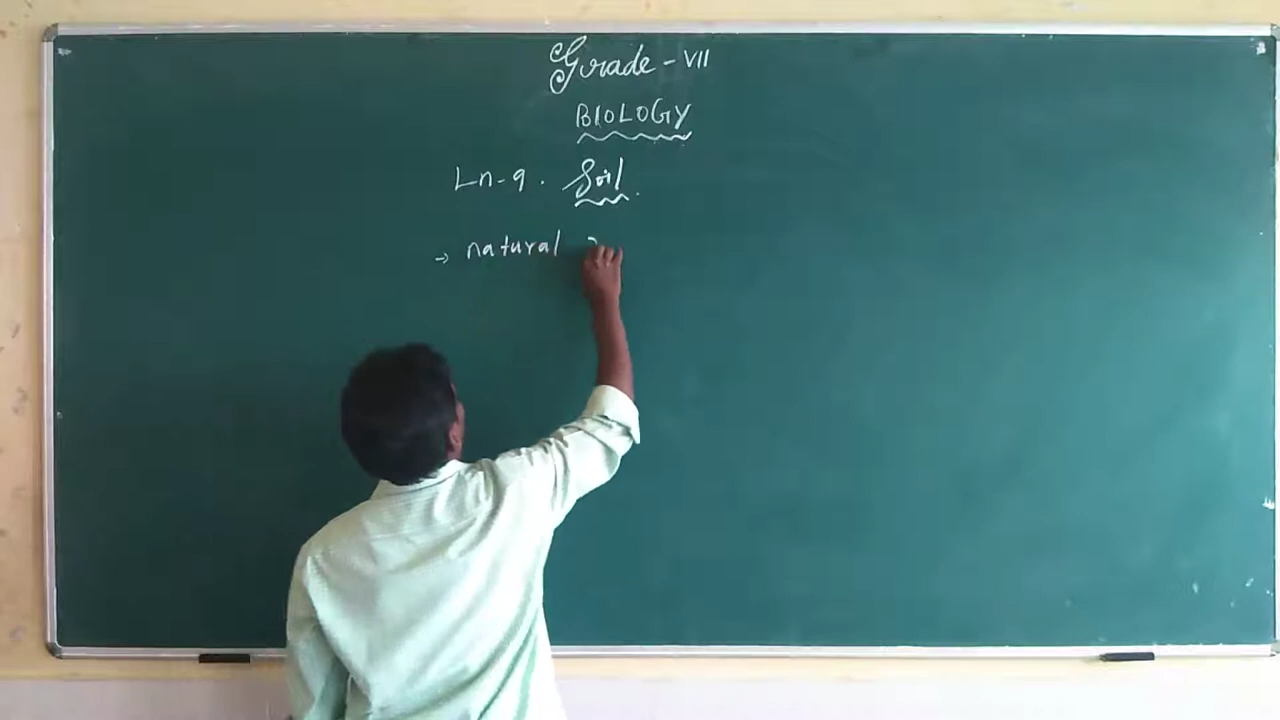 Grade - VII
BIOLOGY
Ln-9. Soil.
→ natural